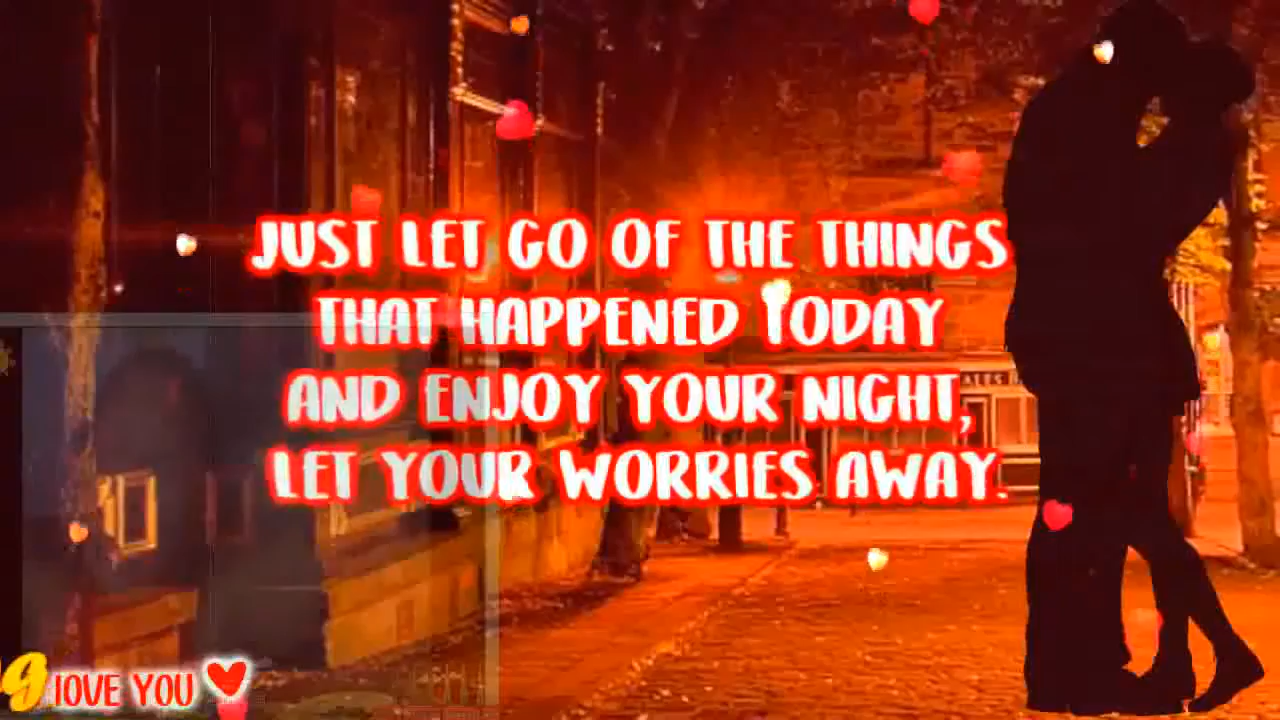 JUST LET GO OF THE THINGS
THAT HAPPENED TODAY
AND ENJOY YOUR NIGHT,
LET YOUR WORRIES AWAY.
I LOVE YOU